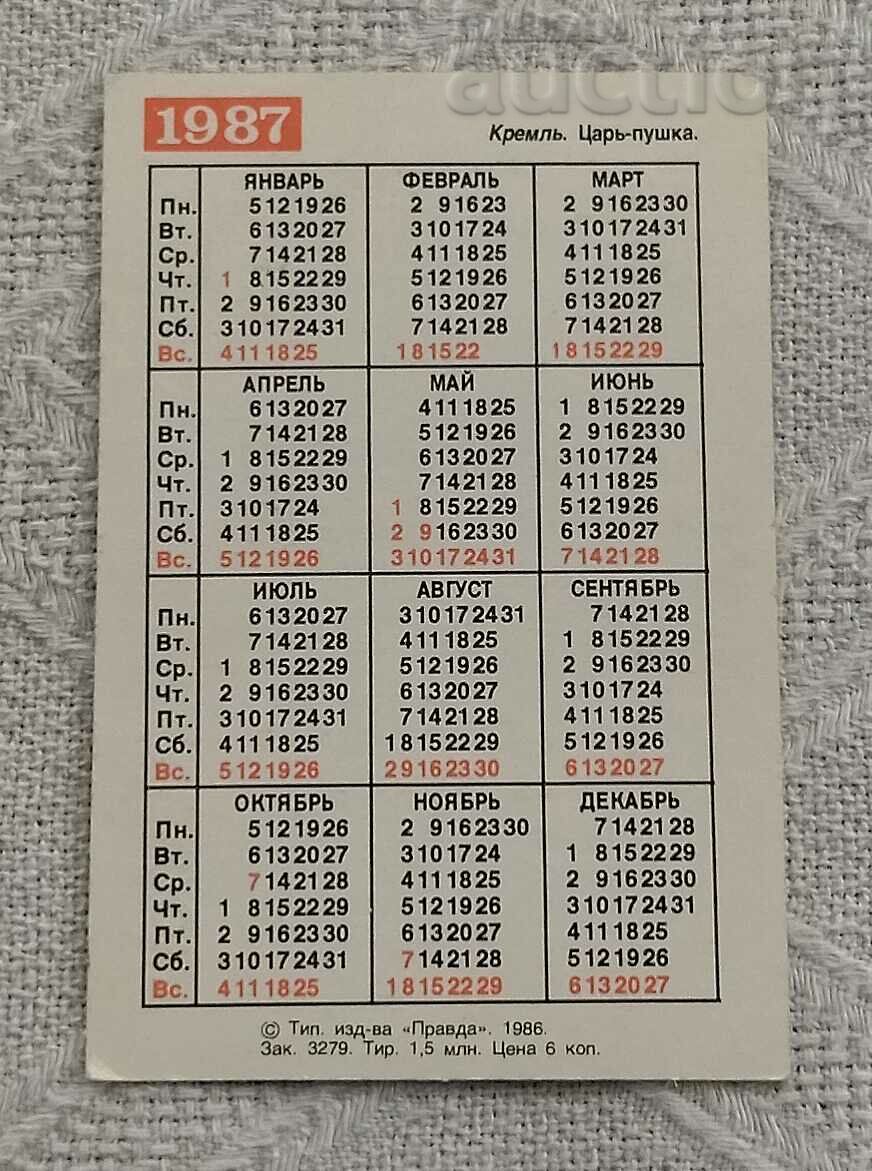 auctio
1987
Кремль. Царь-пушка.
ЯНВАРЬ ФЕВРАЛЬ МАРТ
Пн. 5 12 19 26 2 9 16 23 2 9 16 23 30
Вт. 6 13 20 27 3 10 17 24 3 10 17 24 31
Ср. 7 14 21 28 4 11 18 25 4 11 18 25
Чт. 1 8 15 22 29 5 12 19 26 5 12 19 26
Пт. 2 9 16 23 30 6 13 20 27 6 13 20 27
Сб. 3 10 17 24 31 7 14 21 28 7 14 21 28
Вс. 4 11 18 25 1 8 15 22 1 8 15 22 29
АПРЕЛЬ МАЙ ИЮНЬ
Пн. 6 13 20 27 4 11 18 25 1 8 15 22 29
Вт. 7 14 21 28 5 12 19 26 2 9 16 23 30
Ср. 1 8 15 22 29 6 13 20 27 3 10 17 24
Чт. 2 9 16 23 30 7 14 21 28 4 11 18 25
Пт. 3 10 17 24 1 8 15 22 29 5 12 19 26
Сб. 4 11 18 25 2 9 16 23 30 6 13 20 27
Вс. 5 12 19 26 3 10 17 24 31 7 14 21 28
ИЮЛЬ АВГУСТ СЕНТЯБРЬ
Пн. 6 13 20 27 3 10 17 24 31 7 14 21 28
Вт. 7 14 21 28 4 11 18 25 1 8 15 22 29
Ср. 1 8 15 22 29 5 12 19 26 2 9 16 23 30
Чт. 2 9 16 23 30 6 13 20 27 3 10 17 24
Пт. 3 10 17 24 31 7 14 21 28 4 11 18 25
Сб. 4 11 18 25 1 8 15 22 29 5 12 19 26
Вс. 5 12 19 26 2 9 16 23 30 6 13 20 27
ОКТЯБРЬ НОЯБРЬ ДЕКАБРЬ
Пн. 5 12 19 26 2 9 16 23 30 7 14 21 28
Вт. 6 13 20 27 3 10 17 24 1 8 15 22 29
Ср. 7 14 21 28 4 11 18 25 2 9 16 23 30
Чт. 1 8 15 22 29 5 12 19 26 3 10 17 24 31
Пт. 2 9 16 23 30 6 13 20 27 4 11 18 25
Сб. 3 10 17 24 31 7 14 21 28 5 12 19 26
Вс. 4 11 18 25 1 8 15 22 29 6 13 20 27
© Тип. изд-ва «Правда». 1986.
Зак. 3279. Тир. 1,5 млн. Цена 6 коп.